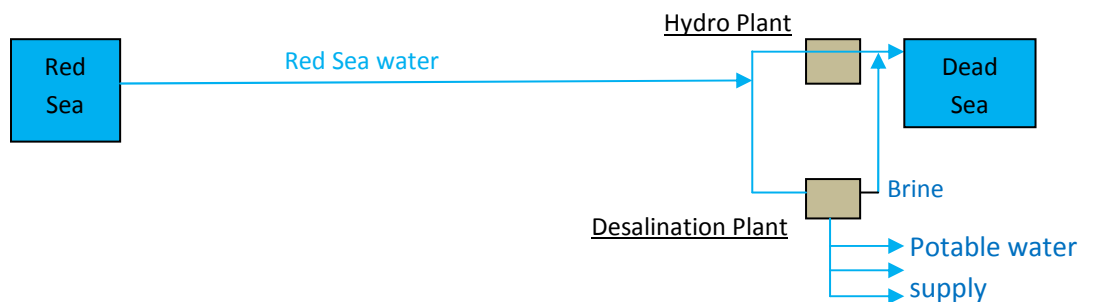 Hydro Plant
Red
Sea
Red Sea water
Dead
Sea
Brine
Desalination Plant
Potable water
supply